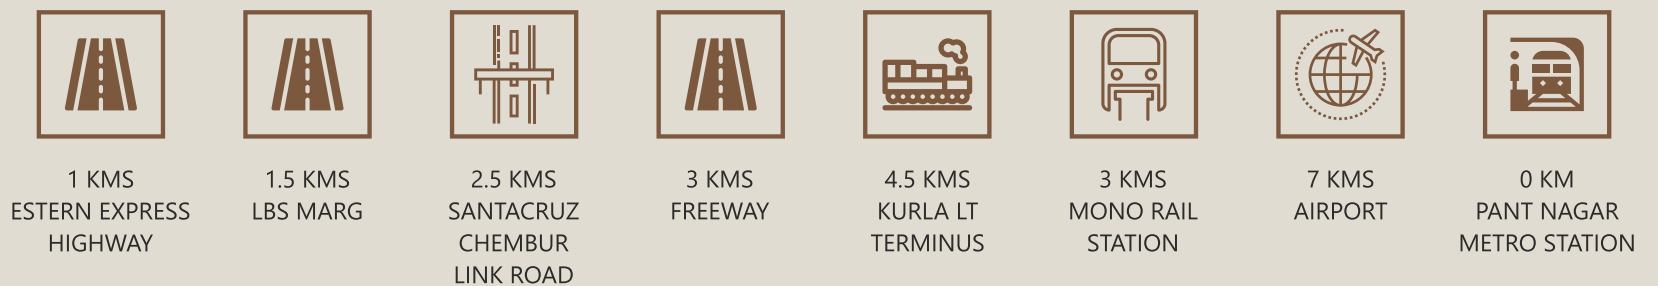 1 KMS
ESTERN EXPRESS
HIGHWAY
1.5 KMS
LBS MARG
2.5 KMS
SANTACRUZ
CHEMBUR
LINK ROAD
3 KMS
FREEWAY
4.5 KMS
KURLA LT
TERMINUS
3 KMS
MONO RAIL
STATION
7 KMS
AIRPORT
0 KM
PANT NAGAR
METRO STATION